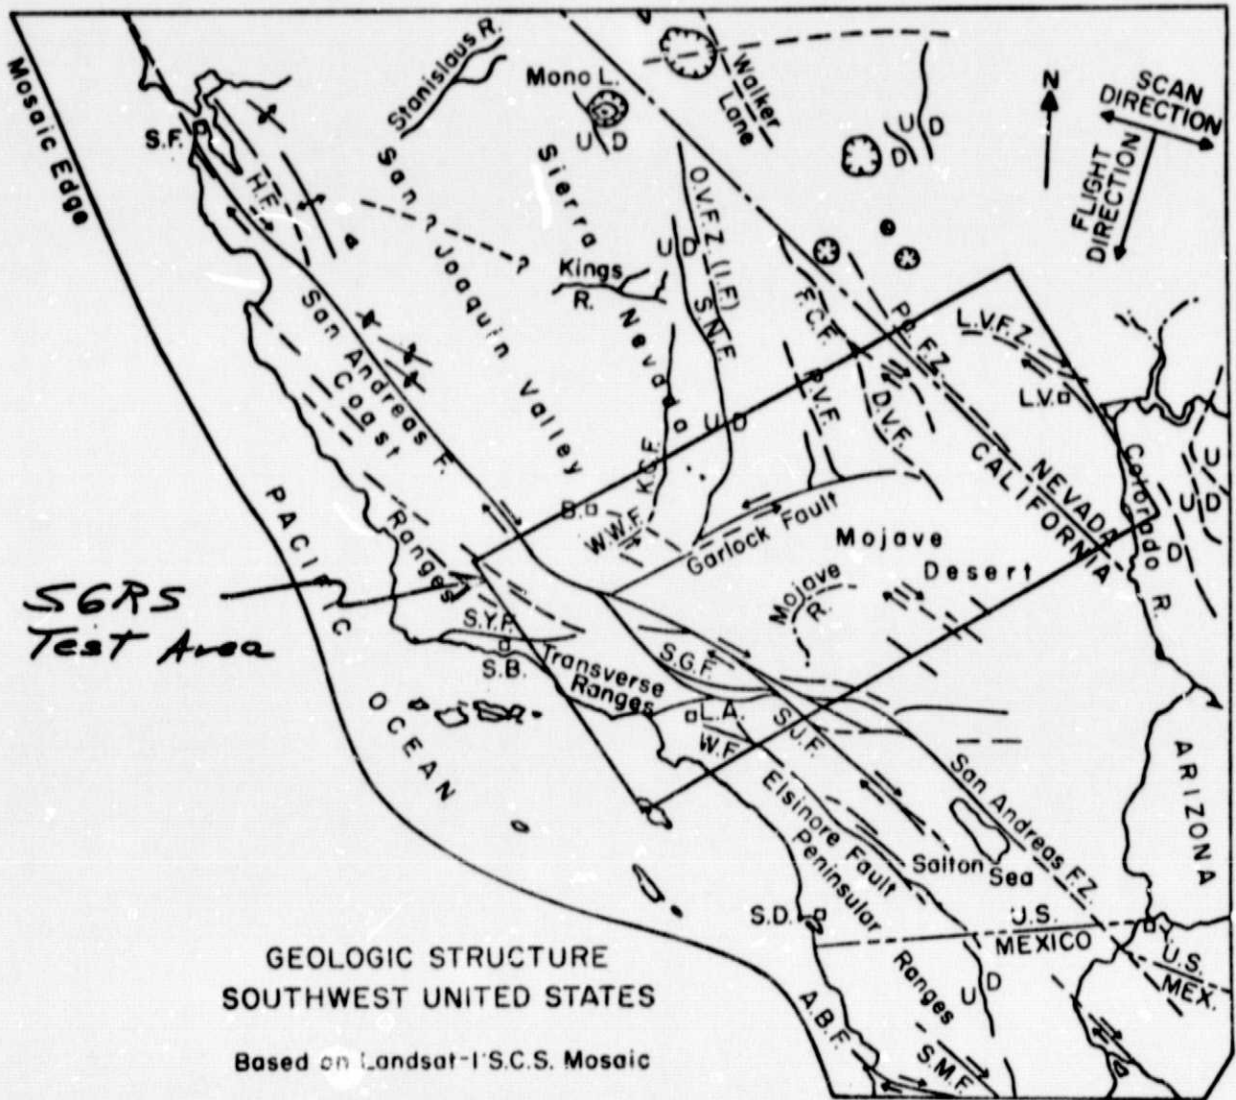 Mosaic Edge
S.F.
H.F.
Stanislaus R.
Mono L.
U D
Walker
Lane
U D
D
N
SCAN
DIRECTION
FLIGHT
DIRECTION
San Joaquin Valley
?
?
Sierra Nevada
Kings
R.
U D
O.V.F.Z. (I.F.)
S.N.F.
F.C.F.
P.V.F.
D.V.F.
L.V.F.Z.
L.V.
San Andreas F.
Coast
Ranges
U D
K.C.F.
B.
W.W.F.
Garlock Fault
Mojave
Desert
Mojave
R.
NEVADA
CALIFORNIA
Colorado R.
U
D
U
D
PACIFIC
OCEAN
SGRS
Test Area
S.Y.F.
S.B.
Transverse
Ranges
S.G.F.
L.A.
W.F.
S.J.F.
San Andreas F.Z.
Elsinore Fault
Peninsular
Ranges
Salton Sea
ARIZONA
S.D.
U.S.
MEXICO
U.S.
MEX.
U D
A.B.F.
S.M.F.
GEOLOGIC STRUCTURE
SOUTHWEST UNITED STATES
Based on Landsat-1 S.C.S. Mosaic